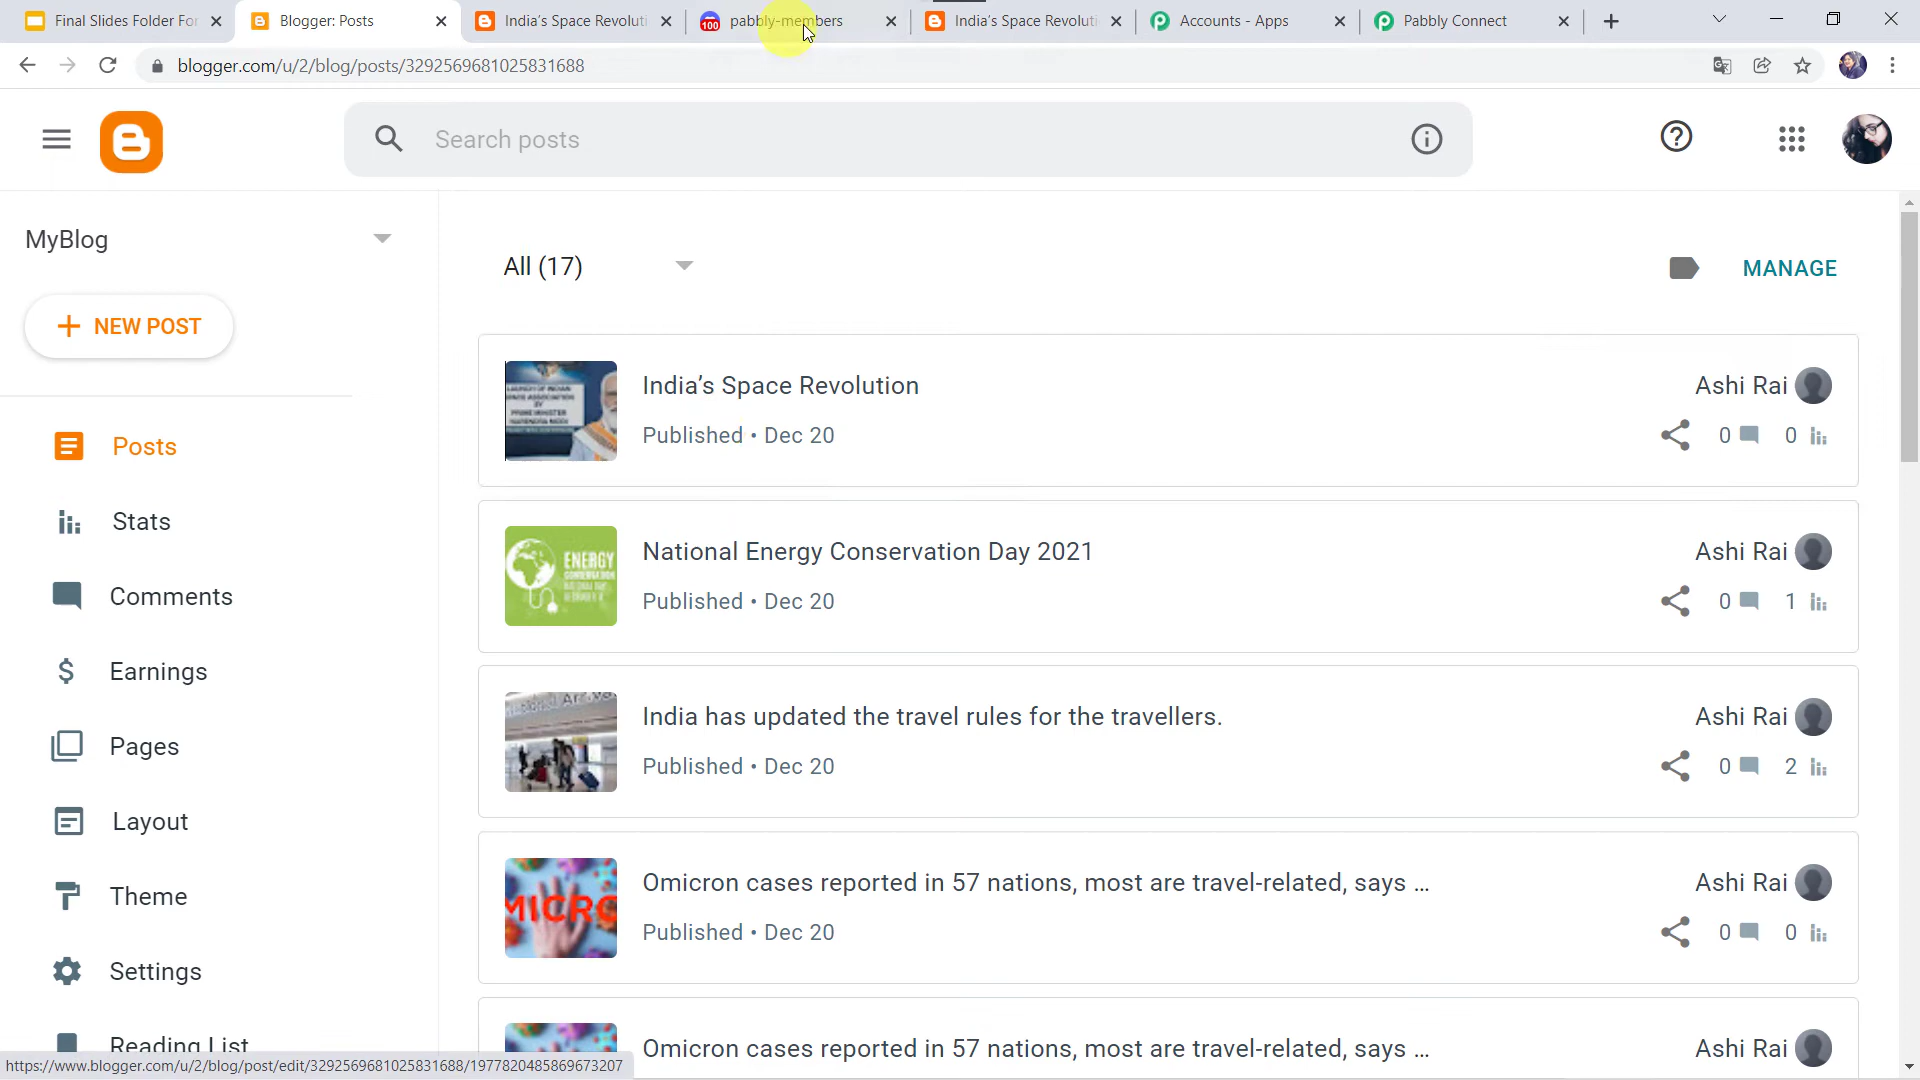 Final Slides Folder For
Blogger: Posts
India's Space Revoluti
pabbly-members
India's Space Revoluti
Accounts - Apps
Pabbly Connect
blogger.com/u/2/blog/posts/3292569681025831688
Search posts
MyBlog
All (17)
MANAGE
NEW POST
India's Space Revolution
Ashi Rai
Published • Dec 20
0
0
Posts
Stats
National Energy Conservation Day 2021
Ashi Rai
Comments
Published • Dec 20
0
1
Earnings
India has updated the travel rules for the travellers.
Ashi Rai
Pages
Published • Dec 20
0
2
Layout
Theme
Omicron cases reported in 57 nations, most are travel-related, says ...
Ashi Rai
Published • Dec 20
0
0
Settings
Reading List
Omicron cases reported in 57 nations, most are travel-related, says ...
Ashi Rai
https://www.blogger.com/u/2/blog/post/edit/3292569681025831688/1977820485869673207